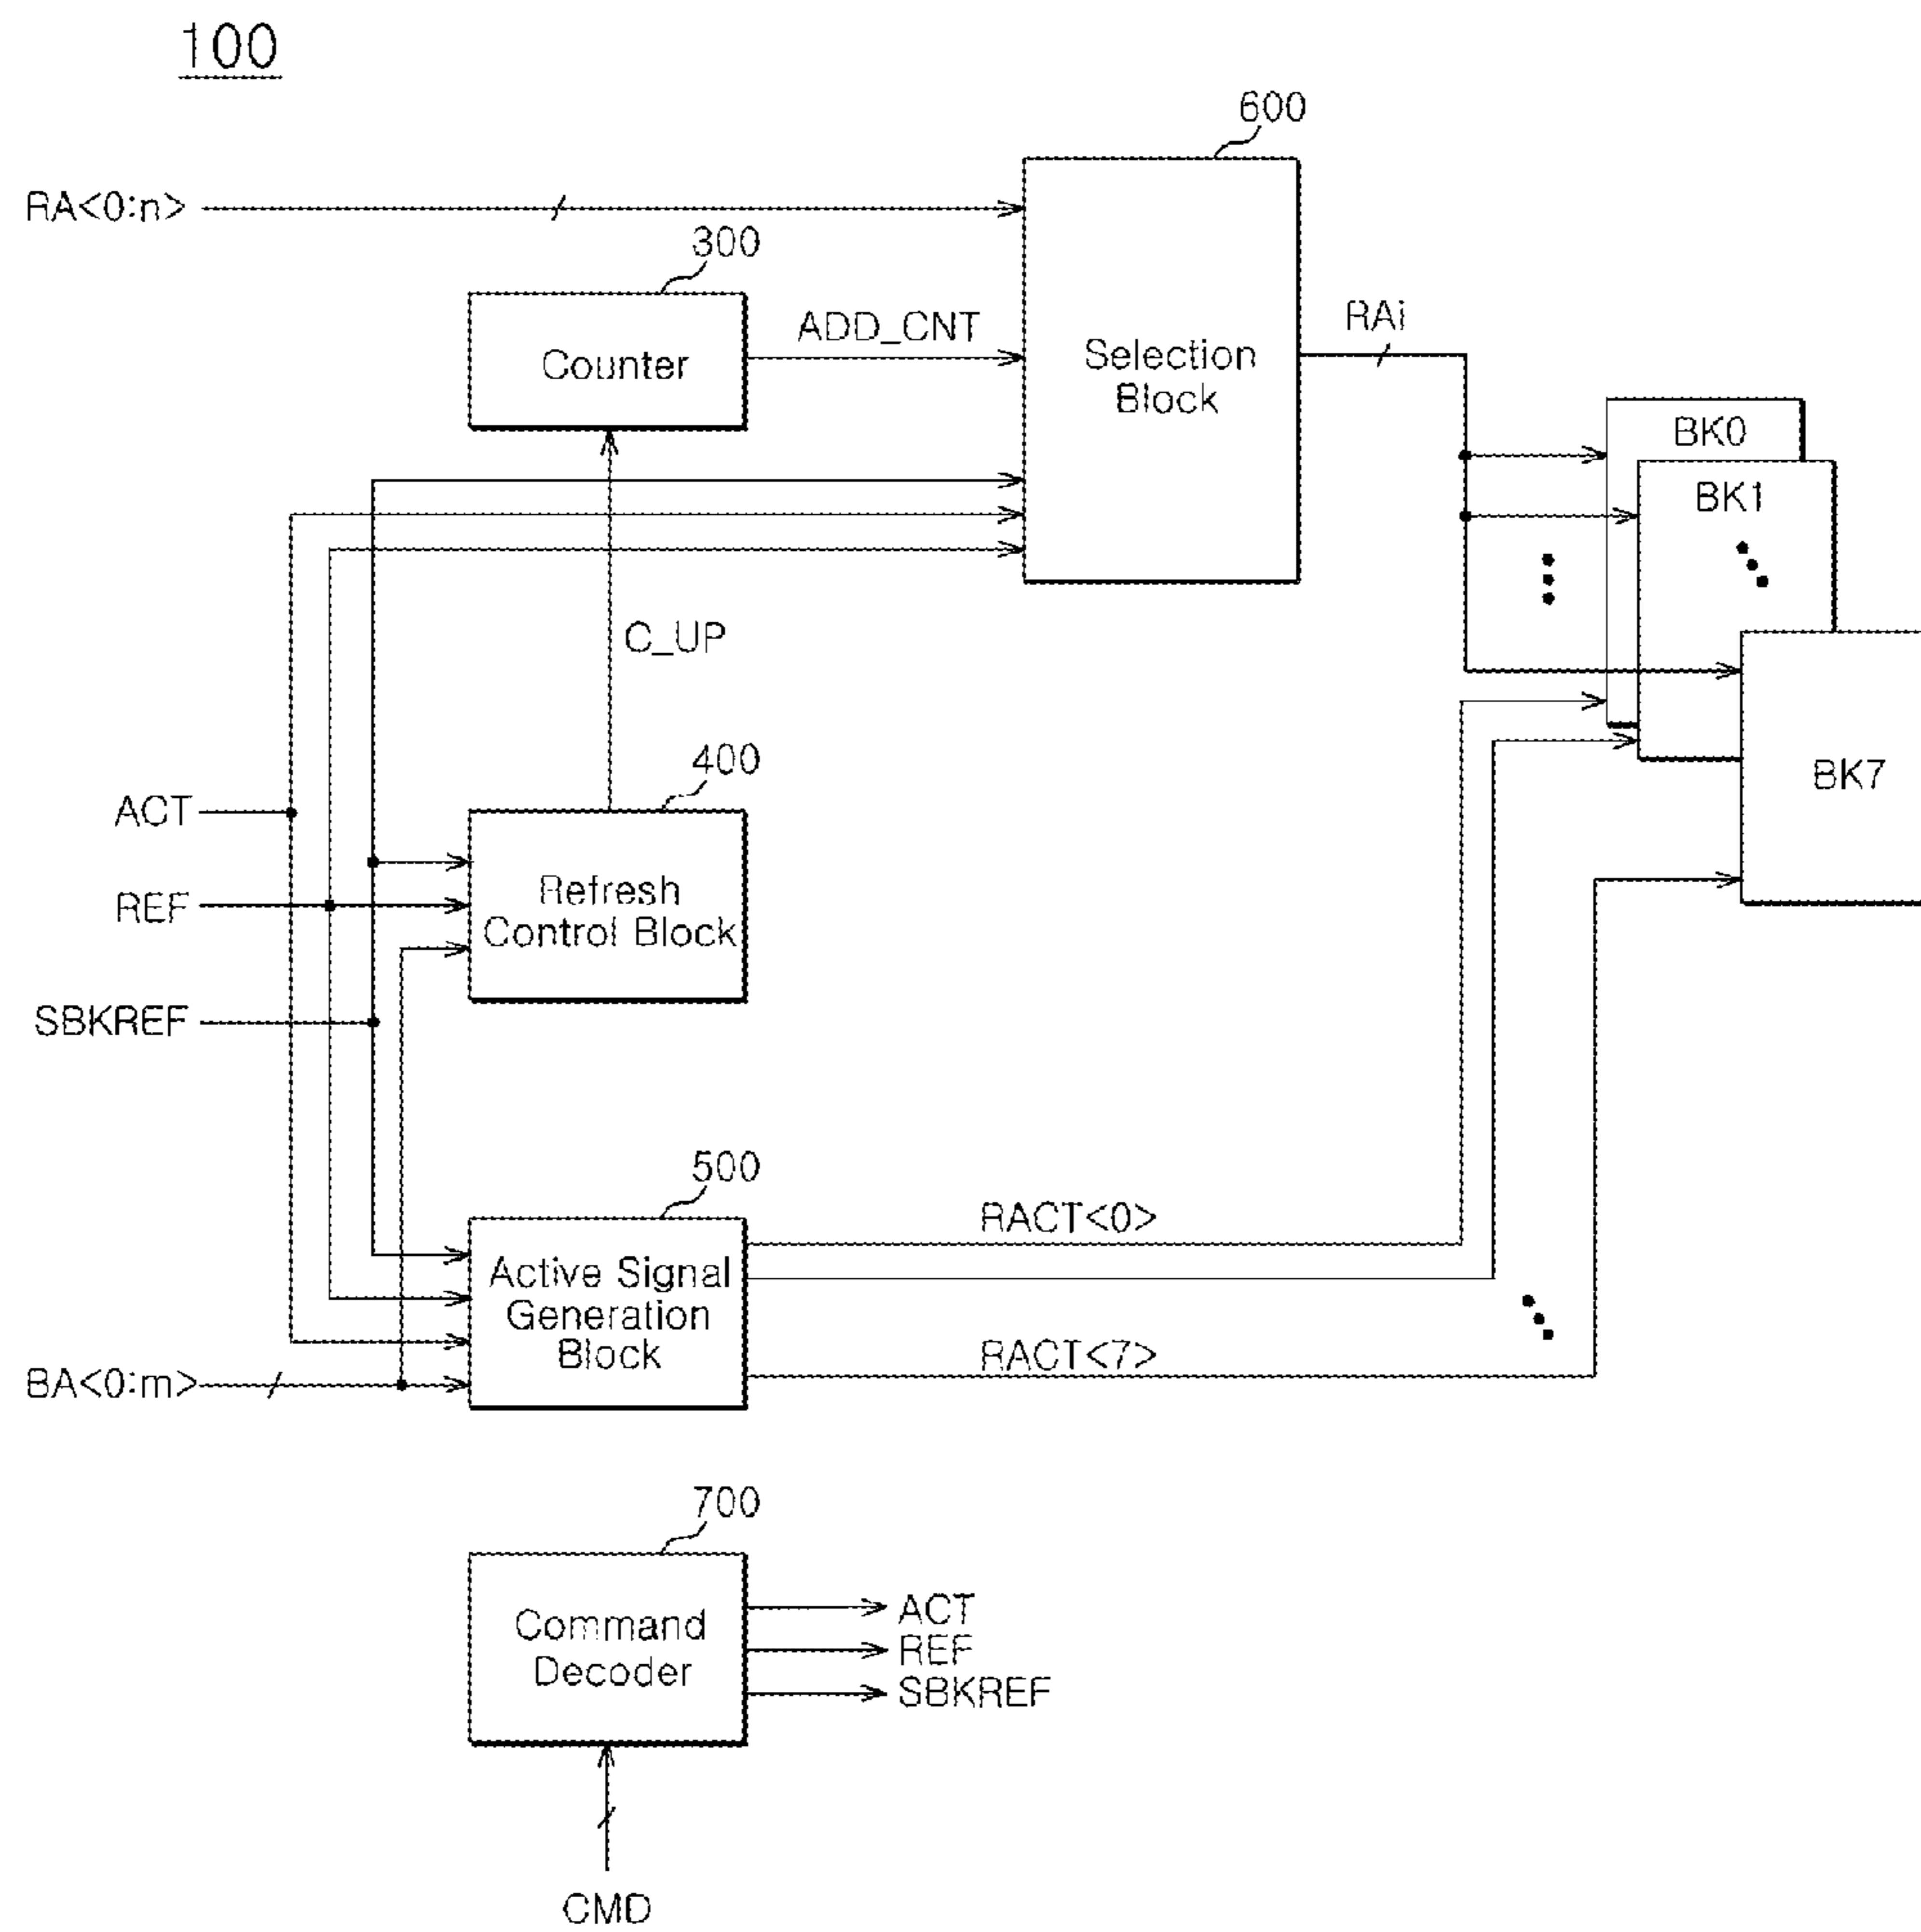 100
600
RA<0:n>
300
Counter
ADD_CNT
Selection
Block
RAi
BK0
BK1
BK7
C_UP
400
ACT
REF
SBKREF
Refresh
Control Block
500
Active Signal
Generation
Block
RACT<0>
RACT<7>
BA<0:m>
700
Command
Decoder
ACT
REF
SBKREF
CMD